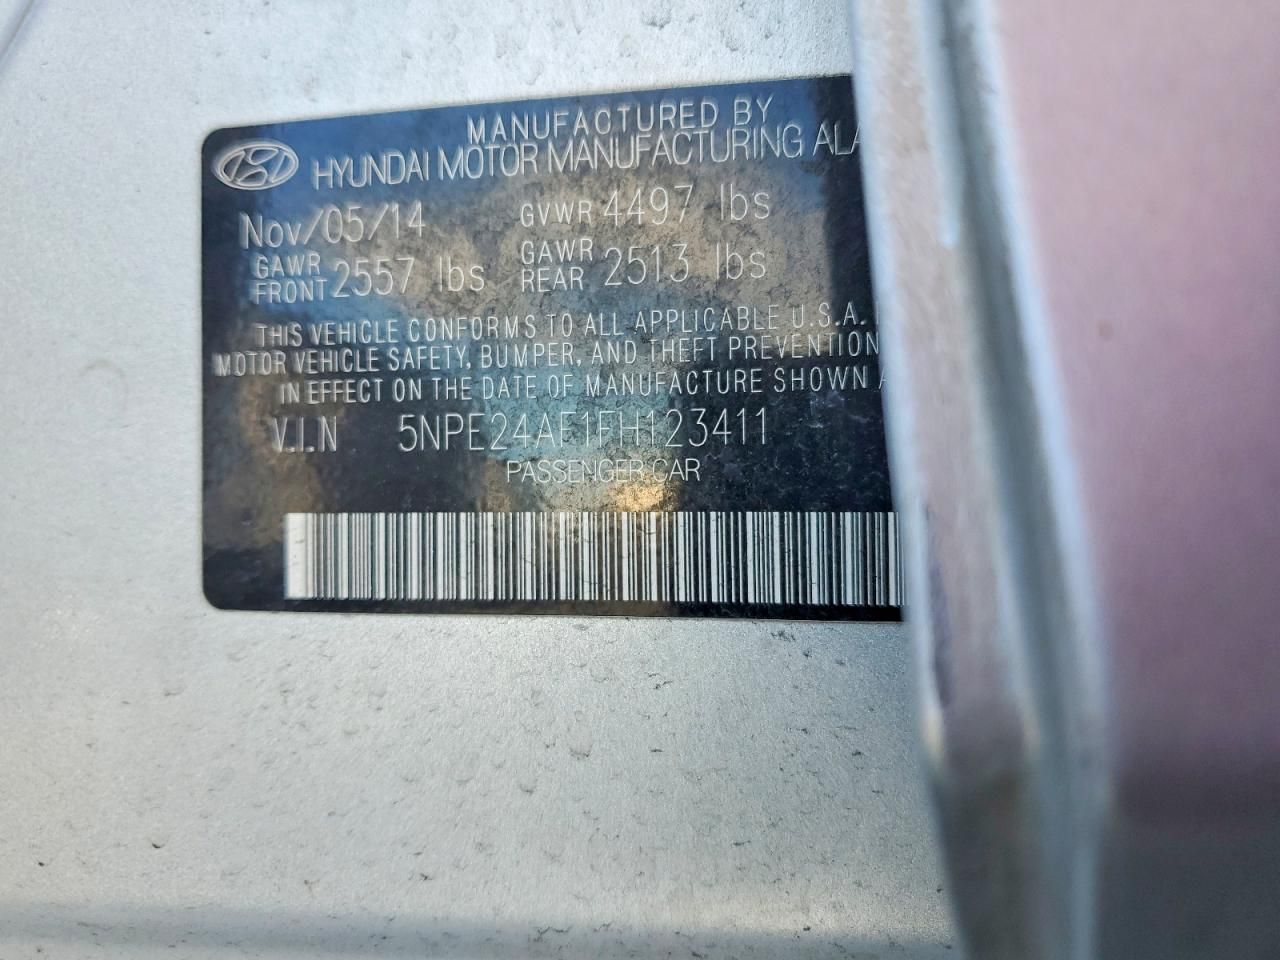 MANUFACTURED BY
HYUNDAI MOTOR MANUFACTURING ALA
Nov/05/14 GVWR 4497 lbs
GAWR FRONT 2557 lbs GAWR REAR 2513 lbs
THIS VEHICLE CONFORMS TO ALL APPLICABLE U.S.A.
MOTOR VEHICLE SAFETY, BUMPER, AND THEFT PREVENTION
IN EFFECT ON THE DATE OF MANUFACTURE SHOWN A
V.I.N 5NPE24AF1FH123411
PASSENGER CAR